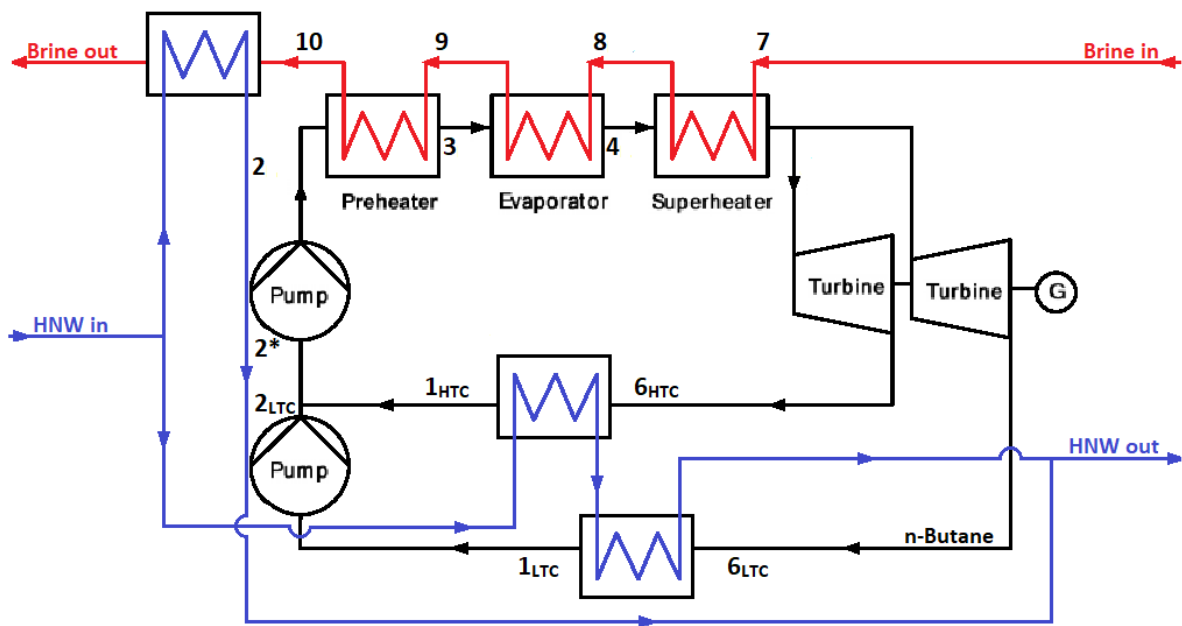 10
9
8
7
Brine out
Brine in
2
3
4
Preheater
Evaporator
Superheater
Pump
Turbine
Turbine
G
HNW in
2*
1HTC
6HTC
2LTC
Pump
HNW out
n-Butane
1LTC
6LTC